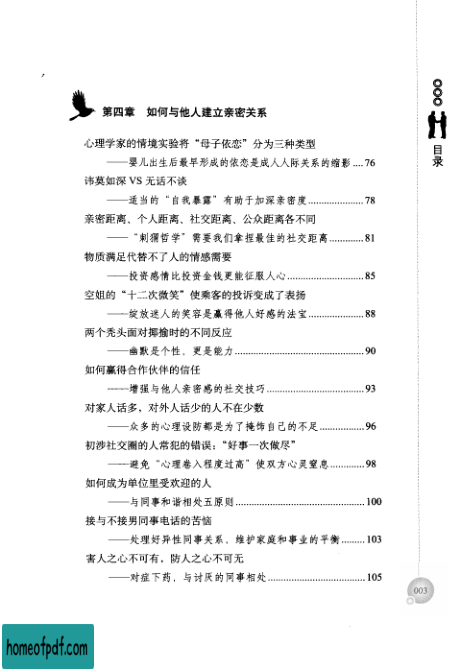 第四章 如何与他人建立亲密关系
心理学家的情境实验将“母子依恋”分为三种类型
——婴儿出生后最早形成的依恋是成人人际关系的缩影....76
讳莫如深 VS 无话不谈
——适当的“自我暴露”有助于加深亲密度......................78
亲密距离、个人距离、社交距离、公众距离各不同
——“刺猬哲学”需要我们拿捏最佳的社交距离.............81
物质满足代替不了人的情感需要
——投资感情比投资金钱更能征服人心..............................85
空姐的“十二次微笑”使乘客的投诉变成了表扬
——绽放迷人的笑容是赢得他人好感的法宝......................88
两个秃头面对揶揄时的不同反应
——幽默是个性，更是能力....................................................90
如何赢得合作伙伴的信任
——增强与他人亲密感的社交技巧......................................93
对家人话多，对外人话少的人不在少数
——众多的心理设防都是为了掩饰自己的不足.................96
初涉社交圈的人常犯的错误：“好事一次做尽”
——避免“心理卷入程度过高”使双方心灵窒息.............98
如何成为单位里受欢迎的人
——与同事和谐相处五原则....................................................100
接与不接男同事电话的苦恼
——处理好异性同事关系，维护家庭和事业的平衡.........103
害人之心不可有，防人之心不可无
——对症下药，与讨厌的同事相处......................................105
目录
003
homeofpdf.com